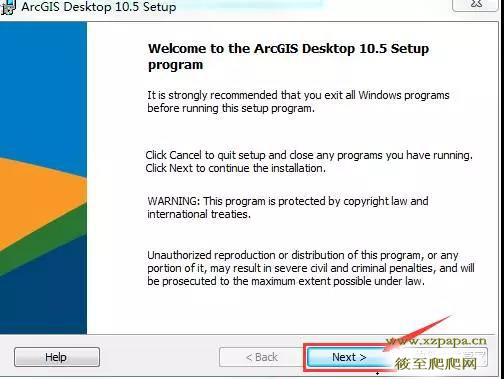 ArcGIS Desktop 10.5 Setup
Welcome to the ArcGIS Desktop 10.5 Setup
program
It is strongly recommended that you exit all Windows programs
before running this setup program.
Click Cancel to quit setup and close any programs you have running.
Click Next to continue the installation.
WARNING: This program is protected by copyright law and
international treaties.
Unauthorized reproduction or distribution of this program, or any
portion of it, may result in severe civil and criminal penalties, and will
be prosecuted to the maximum extent possible under law.
www.xzpapa.cn
Help
< Back
Next >
筱至爬爬网